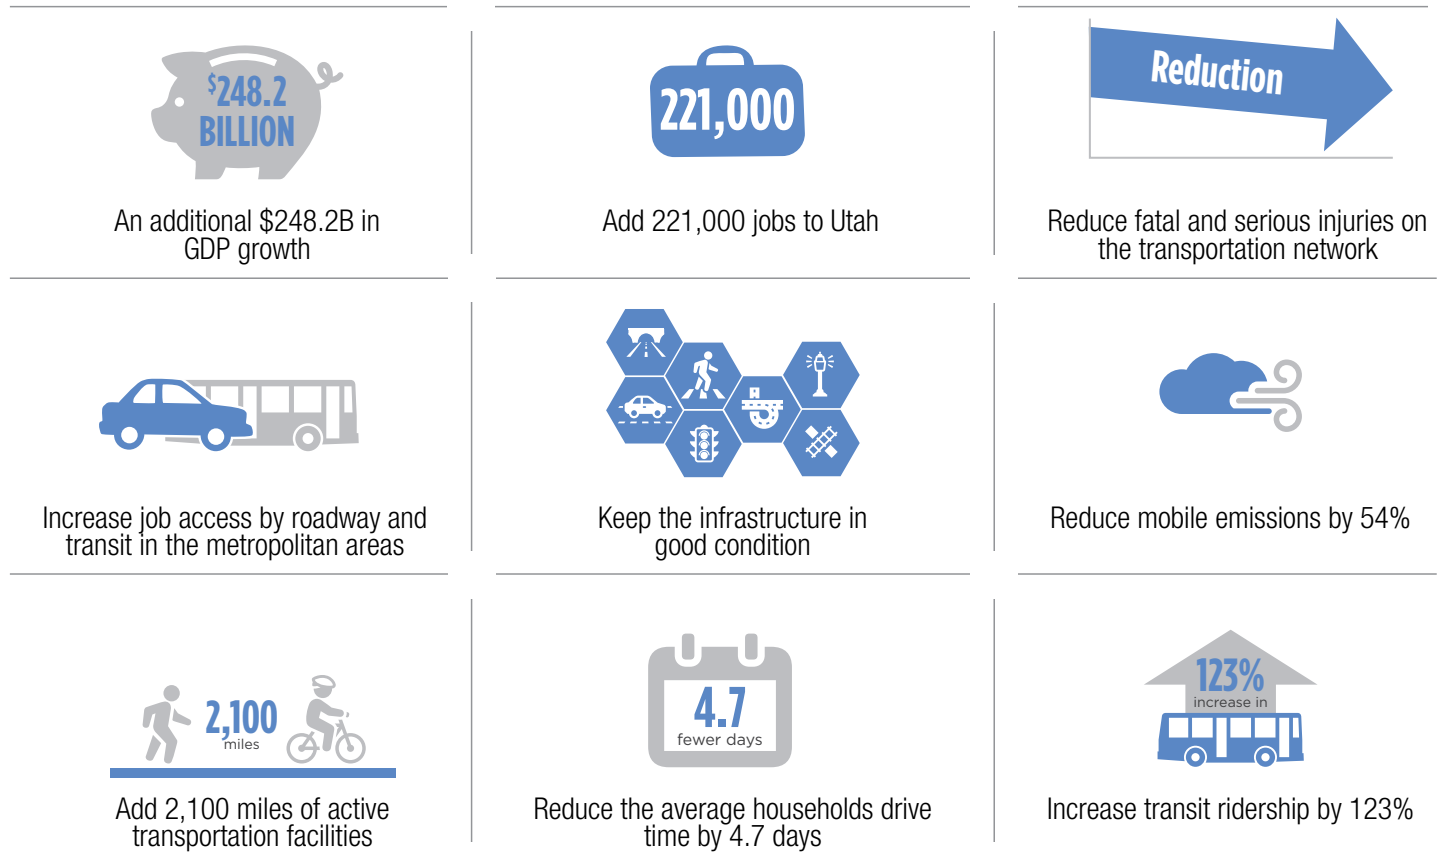 $248.2
BILLION
An additional $248.2B in
GDP growth
221,000
Add 221,000 jobs to Utah
Reduction
Reduce fatal and serious injuries on
the transportation network
Increase job access by roadway and
transit in the metropolitan areas
Keep the infrastructure in
good condition
Reduce mobile emissions by 54%
2,100
miles
Add 2,100 miles of active
transportation facilities
4.7
fewer days
Reduce the average households drive
time by 4.7 days
123%
increase in
Increase transit ridership by 123%